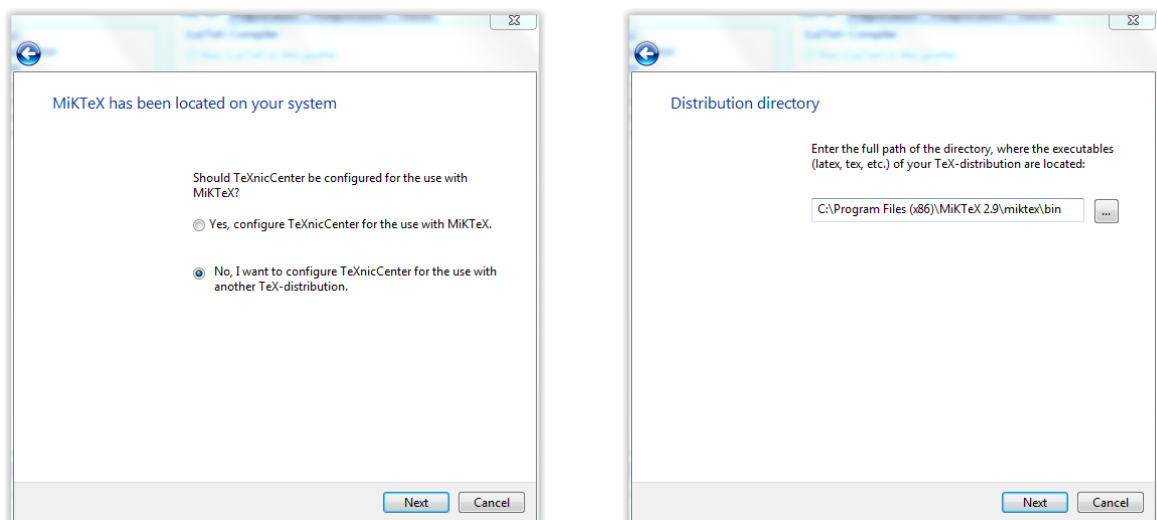 MiKTeX has been located on your system
Should TeXnicCenter be configured for the use with
MiKTeX?
Yes, configure TeXnicCenter for the use with MiKTeX.
No, I want to configure TeXnicCenter for the use with
another TeX-distribution.
Next
Cancel
Distribution directory
Enter the full path of the directory, where the executables
(latex, tex, etc.) of your TeX-distribution are located:
C:\Program Files (x86)\MiKTeX 2.9\miktex\bin
...
Next
Cancel